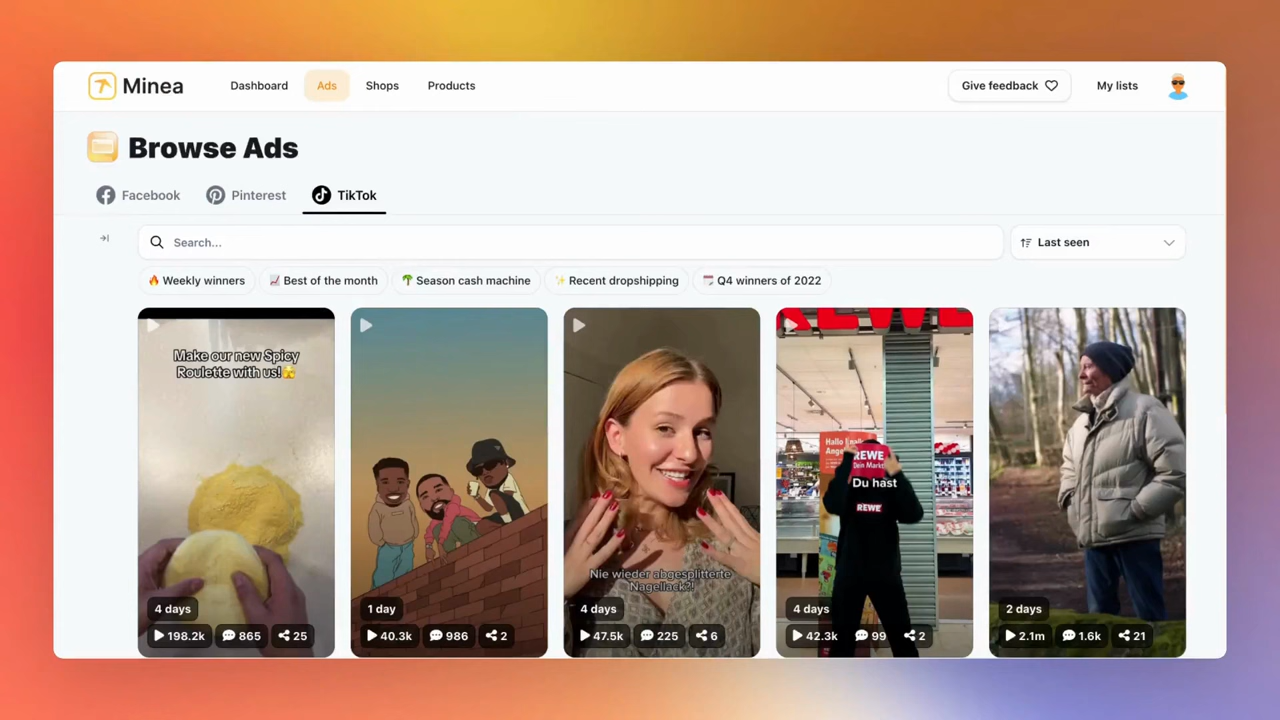 Minea
Dashboard
Ads
Shops
Products
Give feedback
My lists
Browse Ads
Facebook
Pinterest
TikTok
Search...
Last seen
Weekly winners
Best of the month
Season cash machine
Recent dropshipping
Q4 winners of 2022
Make our new Spicy
Roulette with us!
4 days
198.2k
865
25
1 day
40.3k
986
2
Nie wieder abgesplitterte
Nagellack?!
4 days
47.5k
225
6
REWE
Hallo
REWE
Dein Markt
Du hast
REWE
4 days
42.3k
99
2
2 days
2.1m
1.6k
21